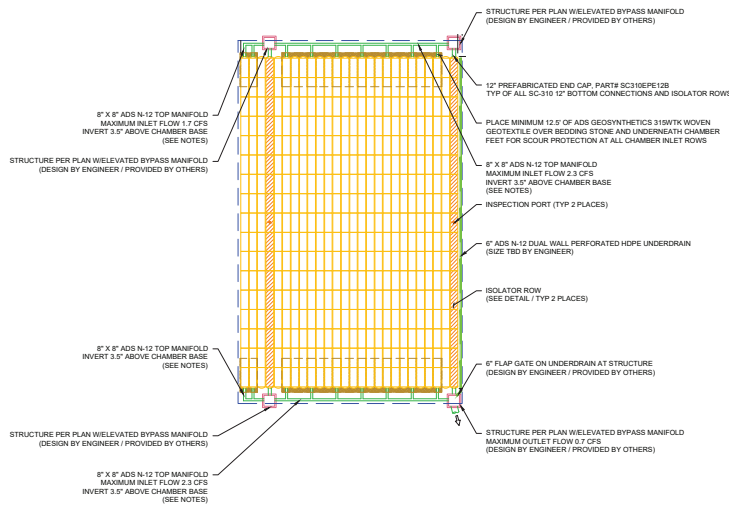 STRUCTURE PER PLAN W/ELEVATED BYPASS MANIFOLD
(DESIGN BY ENGINEER / PROVIDED BY OTHERS)
12" PREFABRICATED END CAP, PART# SC310EPE12B
TYP OF ALL SC-310 12" BOTTOM CONNECTIONS AND ISOLATOR ROWS
8" X 8" ADS N-12 TOP MANIFOLD
MAXIMUM INLET FLOW 1.7 CFS
INVERT 3.5" ABOVE CHAMBER BASE
(SEE NOTES)
PLACE MINIMUM 12.5' OF ADS GEOSYNTHETICS 315WTK WOVEN
GEOTEXTILE OVER BEDDING STONE AND UNDERNEATH CHAMBER
FEET FOR SCOUR PROTECTION AT ALL CHAMBER INLET ROWS
STRUCTURE PER PLAN W/ELEVATED BYPASS MANIFOLD
(DESIGN BY ENGINEER / PROVIDED BY OTHERS)
8" X 8" ADS N-12 TOP MANIFOLD
MAXIMUM INLET FLOW 2.3 CFS
INVERT 3.5" ABOVE CHAMBER BASE
(SEE NOTES)
INSPECTION PORT (TYP 2 PLACES)
6" ADS N-12 DUAL WALL PERFORATED HDPE UNDERDRAIN
(SIZE TBD BY ENGINEER)
ISOLATOR ROW
(SEE DETAIL / TYP 2 PLACES)
8" X 8" ADS N-12 TOP MANIFOLD
INVERT 3.5" ABOVE CHAMBER BASE
(SEE NOTES)
6" FLAP GATE ON UNDERDRAIN AT STRUCTURE
(DESIGN BY ENGINEER / PROVIDED BY OTHERS)
STRUCTURE PER PLAN W/ELEVATED BYPASS MANIFOLD
(DESIGN BY ENGINEER / PROVIDED BY OTHERS)
STRUCTURE PER PLAN W/ELEVATED BYPASS MANIFOLD
MAXIMUM OUTLET FLOW 0.7 CFS
(DESIGN BY ENGINEER / PROVIDED BY OTHERS)
8" X 8" ADS N-12 TOP MANIFOLD
MAXIMUM INLET FLOW 2.3 CFS
INVERT 3.5" ABOVE CHAMBER BASE
(SEE NOTES)